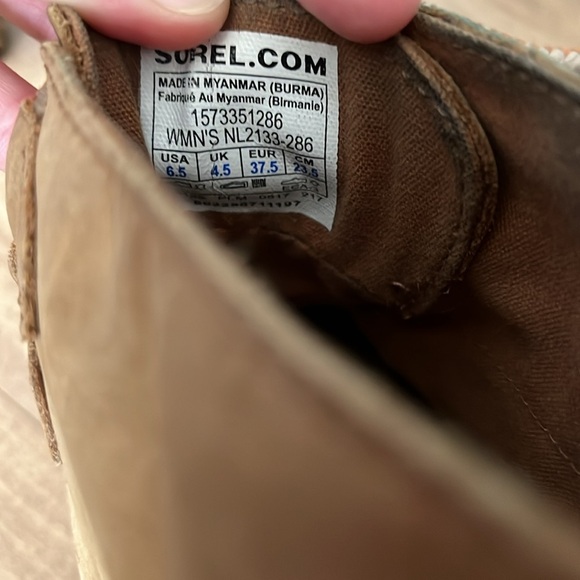 SOREL.COM
MADE IN MYANMAR (BURMA)
Fabriqué Au Myanmar (Birmanie)
1573351286
WMN'S NL2133-286
USA UK EUR CM
6.5 4.5 37.5 23.5